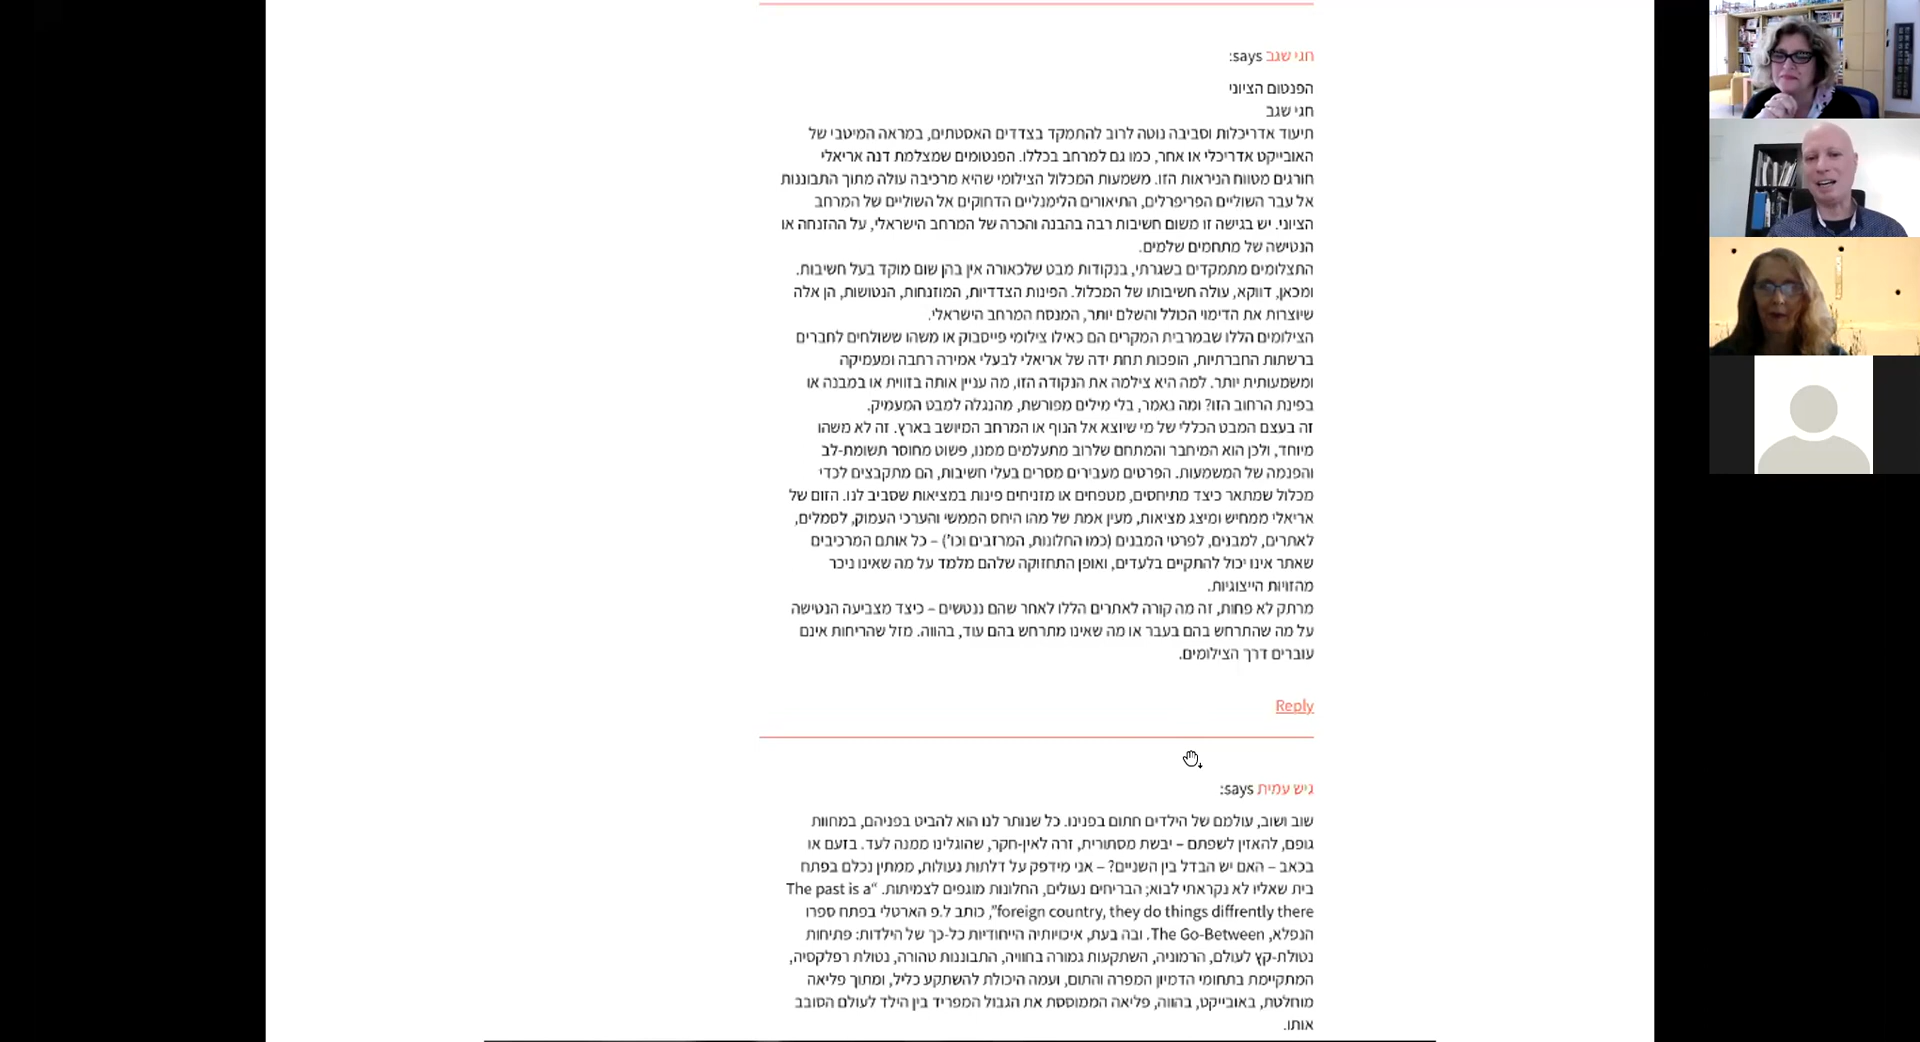 חגי שגב says:
הפנטום הציוני
חגי שגב
תיעוד אדריכלות וסביבה נוטה לרוב להתמקד בצדדים האסטתים, במראה המיטבי של
האובייקט אדריכלי או אחר, כמו גם למרחב בכללו. הפנטומים שמצלמת דנה אריאלי
חורגים מטווח הניראות הזו. משמעות המכלול הצילומי שהיא מרכיבה עולה מתוך התבוננות
אל עבר השוליים הפריפרלים, התיאורים הלימנליים הדחוקים אל השוליים של המרחב
הציוני. יש בגישה זו משום חשיבות רבה בהבנה והכרה של המרחב הישראלי, על ההזנחה או
הנטישה של מתחמים שלמים.
התצלומים מתמקדים בשגרתי, בנקודות מבט שלכאורה אין בהן שום מוקד בעל חשיבות.
ומכאן, דווקא, עולה חשיבותו של המכלול. הפינות הצדדיות, המוזנחות, הנטושות, הן אלה
שיוצרות את הדימוי הכולל והשלם יותר, המנסח המרחב הישראלי.
הצילומים הללו שבמרבית המקרים הם כאילו צילומי פייסבוק או משהו ששולחים לחברים
ברשתות החברתיות, הופכות תחת ידה של אריאלי לבעלי אמירה רחבה ומעמיקה
ומשמעותית יותר. למה היא צילמה את הנקודה הזו, מה עניין אותה בזווית או במבנה או
בפינת הרחוב הזו? ומה נאמר, בלי מילים מפורשת, מהנגלה למבט המעמיק.
זה בעצם המבט הכללי של מי שיוצא אל הנוף או המרחב המיושב בארץ. זה לא משהו
מיוחד, ולכן הוא המיחבר והמתחם שלרוב מתעלמים ממנו, פשוט מחוסר תשומת-לב
והפנמה של המשמעות. הפרטים מעבירים מסרים בעלי חשיבות, הם מתקבצים לכדי
מכלול שמתאר כיצד מתיחסים, מטפחים או מזניחים פינות במציאות שסביב לנו. הזום של
אריאלי ממחיש ומיצג מציאות, מעין אמת של מהו היחס הממשי והערכי העמוק, לסמלים,
לאתרים, למבנים, לפרטי המבנים (כמו החלונות, המרזבים וכו') – כל אותם המרכיבים
שאתר אינו יכול להתקיים בלעדים, ואופן התחזוקה שלהם מלמד על מה שאינו ניכר
מהזויות הייצוגיות.
מרתק לא פחות, זה מה קורה לאתרים הללו לאחר שהם ננטשים – כיצד מצביעה הנטישה
על מה שהתרחש בהם בעבר או מה שאינו מתרחש בהם עוד, בהווה. מזל שהריחות אינם
עוברים דרך הצילומים.
Reply
גיש עמית says:
שוב ושוב, עולמם של הילדים חתום בפנינו. כל שנותר לנו הוא להביט בפניהם, במחוות
גופם, להאזין לשפתם – יבשת מסתורית, זרה לאין-חקר, שהוגלינו ממנה לעד. בזעם או
בכאב – האם יש הבדל בין השניים? – אני מידפק על דלתות נעולות, ממתין נכלם בפתח
בית שאליו לא נקראתי לבוא; הבריחים נעולים, החלונות מוגפים לצמיתות. "The past is a
foreign country, they do things diffrently there", כותב ל.פ הארטלי בפתח ספרו
הנפלא, The Go-Between. ובה בעת, איכויותיה הייחודיות כל-כך של הילדות: פתיחות
נטולת-קץ לעולם, הרמוניה, השתקעות גמורה בחוויה, התבוננות טהורה, נטולת רפלקסיה,
המתקיימת בתחומי הדמיון המפרה והתום, ועמה היכולת להשתקע כליל, ומתוך פליאה
מוחלטת, באובייקט, בהווה, פליאה הממוססת את הגבול המפריד בין הילד לעולם הסובב
אותו.